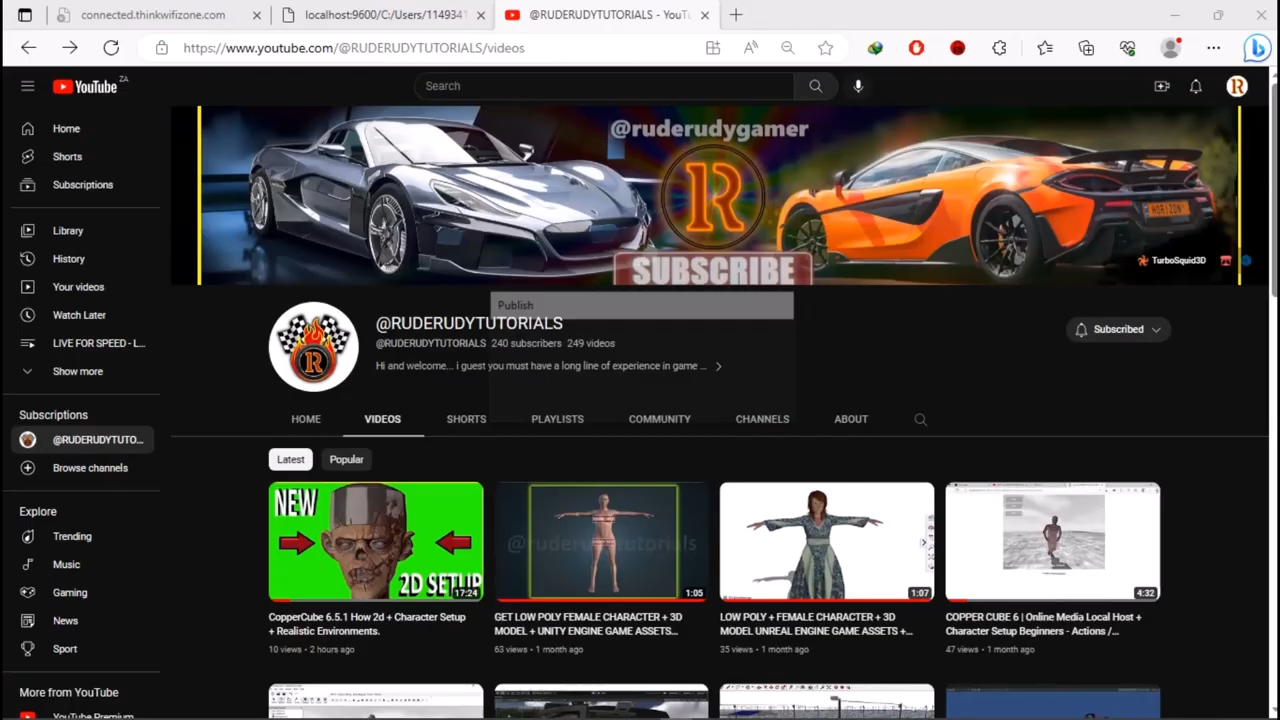 connected.thinkwifizone.com
localhost:9600/C:/Users/114934
@RUDERUDYTUTORIALS - YouT
https://www.youtube.com/@RUDERUDYTUTORIALS/videos
YouTube ZA
Search
R
Home
Shorts
Subscriptions
Library
History
Your videos
Watch Later
LIVE FOR SPEED - L...
Show more
Subscriptions
@RUDERUDYTUTO...
Browse channels
Explore
Trending
Music
Gaming
News
Sport
More from YouTube
YouTube Premium
@ruderudygamer
R
SUBSCRIBE
HORIZON
TurboSquid3D
Publish
R
@RUDERUDYTUTORIALS
@RUDERUDYTUTORIALS 240 subscribers 249 videos
Hi and welcome... i guest you must have a long line of experience in game ...
Subscribed
HOME VIDEOS SHORTS PLAYLISTS COMMUNITY CHANNELS ABOUT
Latest Popular
NEW
2D SETUP
17:24
CopperCube 6.5.1 How 2d + Character Setup
+ Realistic Environments.
10 views • 2 hours ago
@ruderudytutorials
1:05
GET LOW POLY FEMALE CHARACTER + 3D
MODEL + UNITY ENGINE GAME ASSETS...
63 views • 1 month ago
1:07
LOW POLY + FEMALE CHARACTER + 3D
MODEL UNREAL ENGINE GAME ASSETS +...
35 views • 1 month ago
4:32
COPPER CUBE 6 | Online Media Local Host +
Character Setup Beginners - Actions /...
47 views • 1 month ago